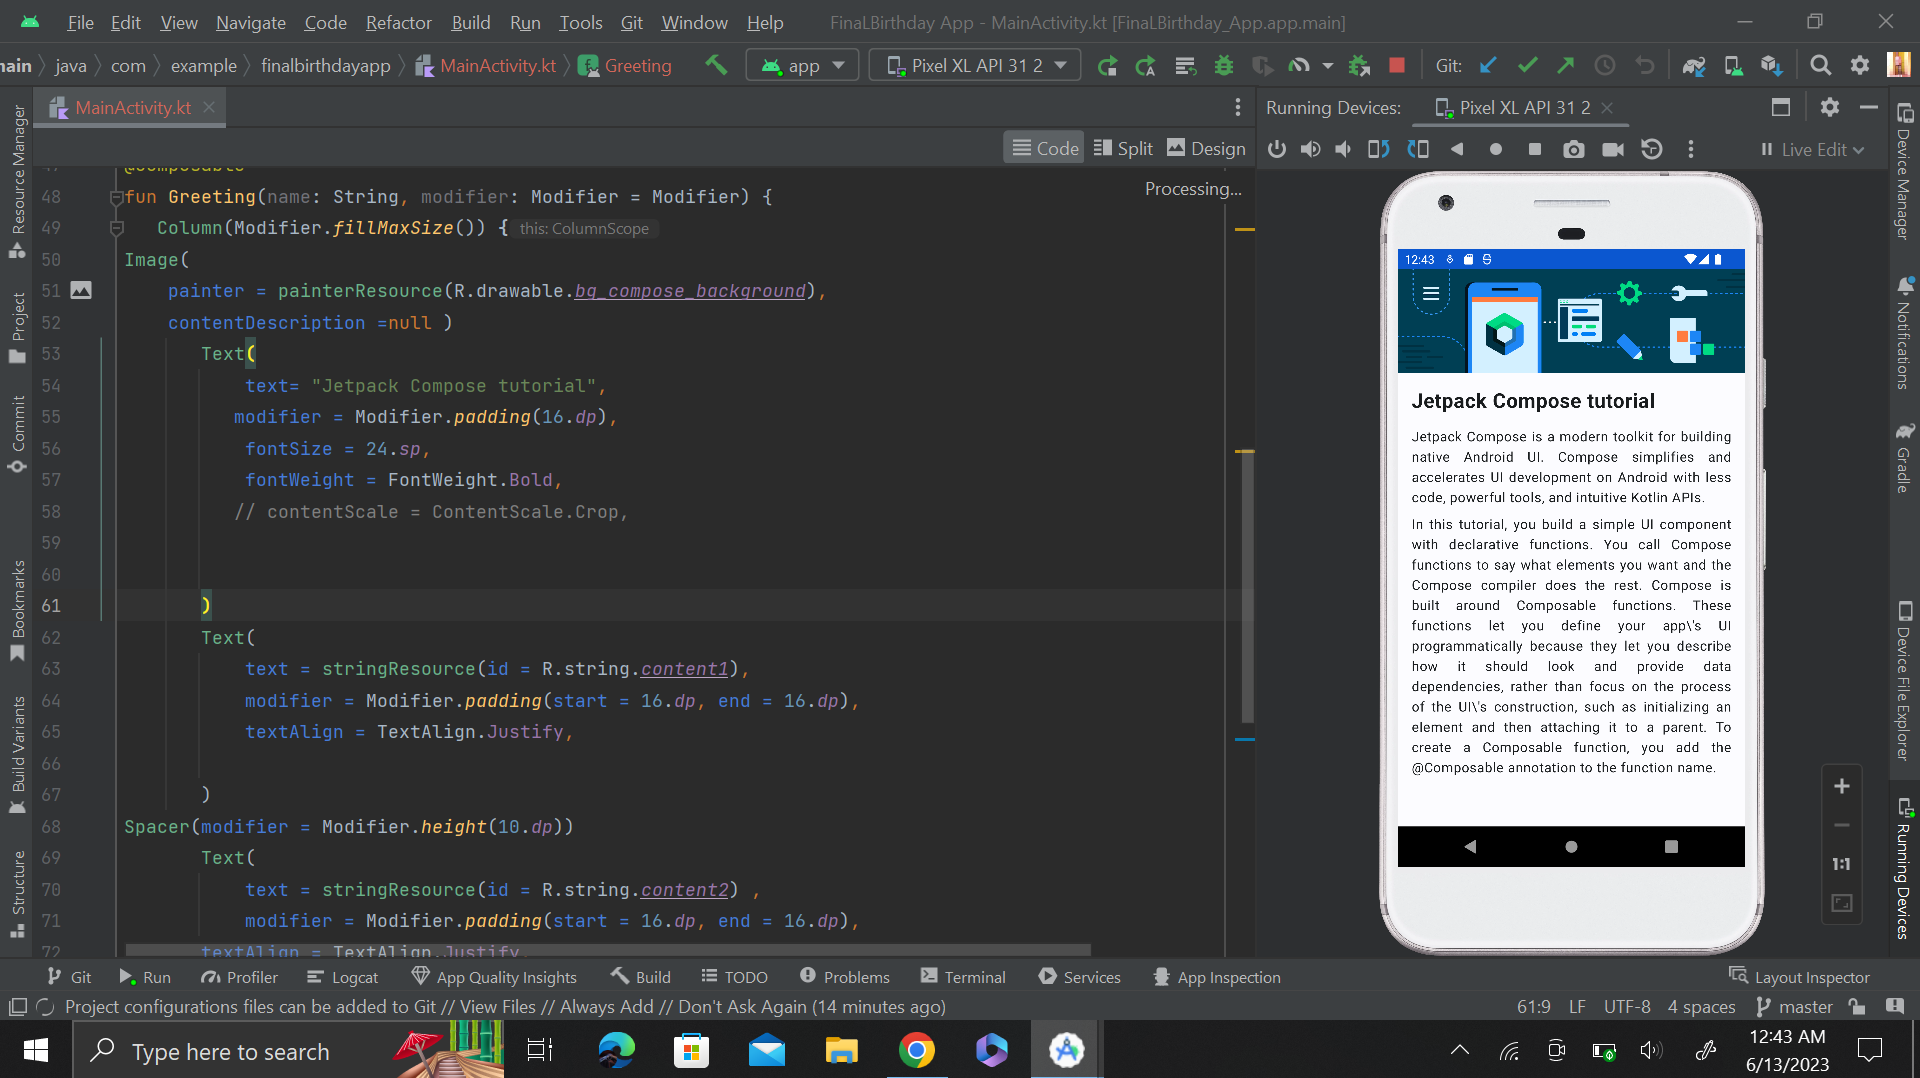 File Edit View Navigate Code Refactor Build Run Tools Git Window Help FinaLBirthday App - MainActivity.kt [FinaLBirthday_App.app.main]
main java com example finalbirthdayapp MainActivity.kt Greeting app Pixel XL API 31 2 Git:
MainActivity.kt Running Devices: Pixel XL API 31 2
Code Split Design Live Edit
Processing...
@Composable
48 fun Greeting(name: String, modifier: Modifier = Modifier) {
49 Column(Modifier.fillMaxSize()) { this: ColumnScope
50 Image(
51 painter = painterResource(R.drawable.bg_compose_background),
52 contentDescription =null )
53 Text(
54 text= "Jetpack Compose tutorial",
55 modifier = Modifier.padding(16.dp),
56 fontSize = 24.sp,
57 fontWeight = FontWeight.Bold,
58 // contentScale = ContentScale.Crop,
59
60
61 )
62 Text(
63 text = stringResource(id = R.string.content1),
64 modifier = Modifier.padding(start = 16.dp, end = 16.dp),
65 textAlign = TextAlign.Justify,
66
67 )
68 Spacer(modifier = Modifier.height(10.dp))
69 Text(
70 text = stringResource(id = R.string.content2) ,
71 modifier = Modifier.padding(start = 16.dp, end = 16.dp),
72 textAlign = TextAlign.Justify,
Resource Manager
Project
Commit
Bookmarks
Build Variants
Structure
12:43
Jetpack Compose tutorial
Jetpack Compose is a modern toolkit for building
native Android UI. Compose simplifies and
accelerates UI development on Android with less
code, powerful tools, and intuitive Kotlin APIs.
In this tutorial, you build a simple UI component
with declarative functions. You call Compose
functions to say what elements you want and the
Compose compiler does the rest. Compose is
built around Composable functions. These
functions let you define your app\'s UI
programmatically because they let you describe
how it should look and provide data
dependencies, rather than focus on the process
of the UI\'s construction, such as initializing an
element and then attaching it to a parent. To
create a Composable function, you add the
@Composable annotation to the function name.
1:1
Device Manager
Notifications
Gradle
Device File Explorer
Running Devices
Git Run Profiler Logcat App Quality Insights Build TODO Problems Terminal Services App Inspection Layout Inspector
Project configurations files can be added to Git // View Files // Always Add // Don't Ask Again (14 minutes ago) 61:9 LF UTF-8 4 spaces master
Type here to search
12:43 AM
6/13/2023